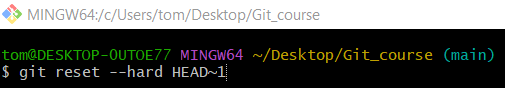 MINGW64:/c/Users/tom/Desktop/Git_course
tom@DESKTOP-OUTOE77 MINGW64 ~/Desktop/Git_course (main)
$ git reset --hard HEAD~1